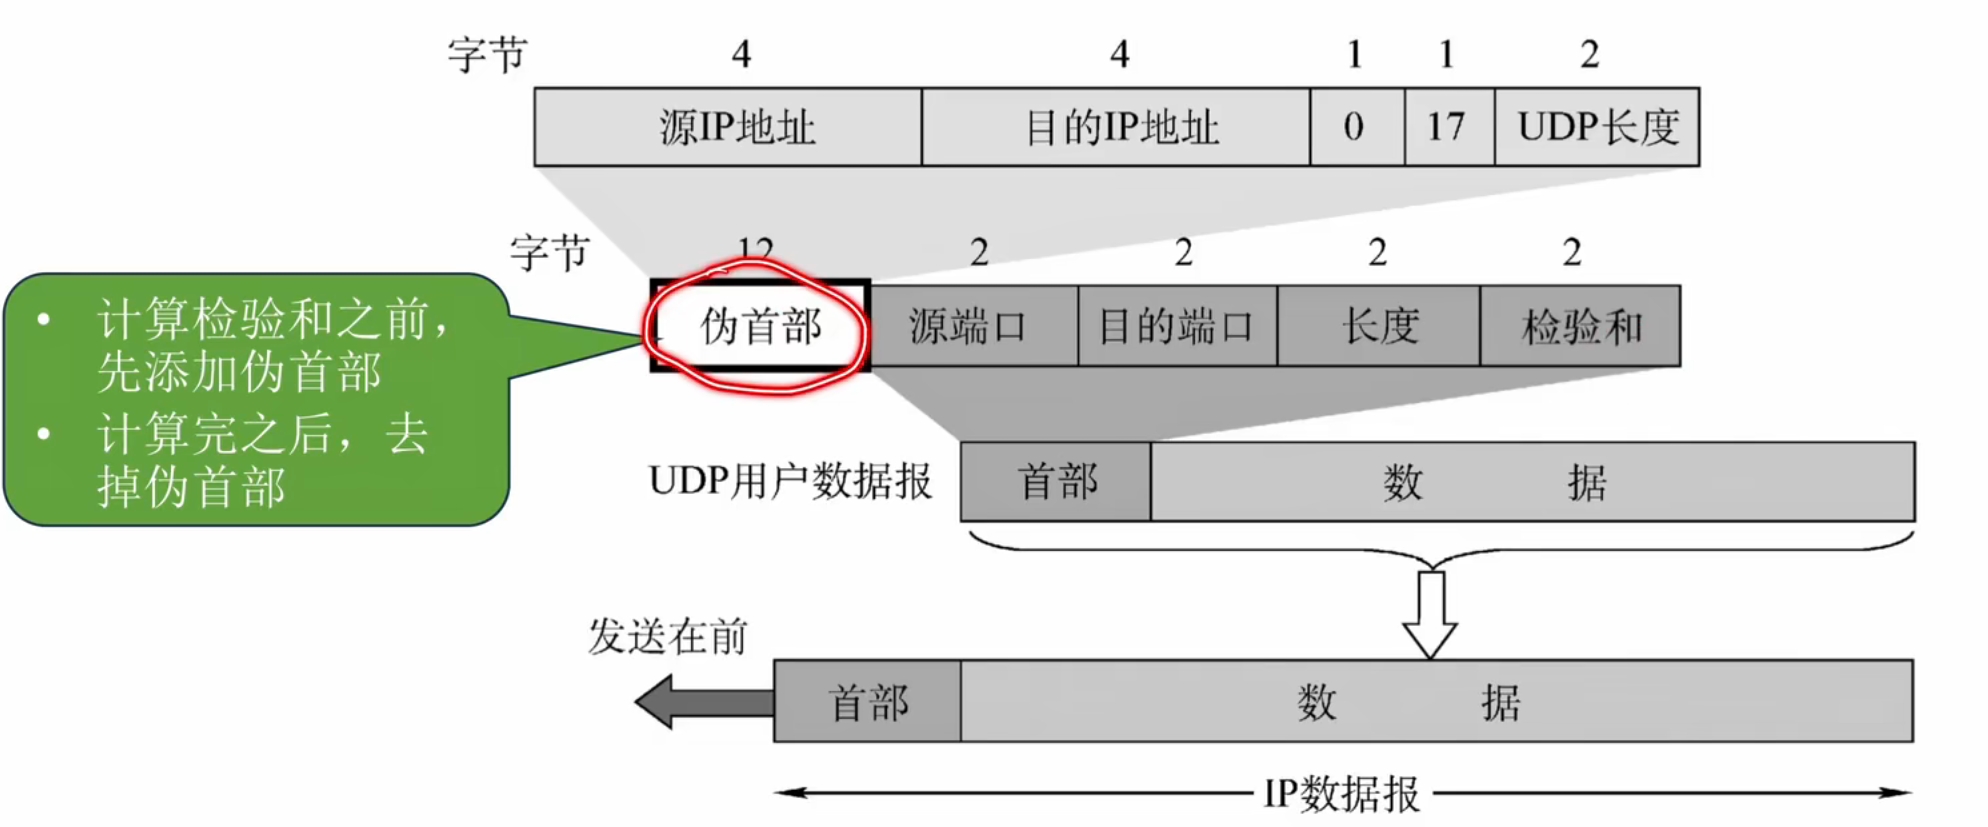 字节 4 4 1 1 2
源IP地址 目的IP地址 0 17 UDP长度
字节 12 2 2 2 2
伪首部 源端口 目的端口 长度 检验和
• 计算检验和之前，
先添加伪首部
• 计算完之后，去
掉伪首部
UDP用户数据报 首部 数 据
发送在前
首部 数 据
IP数据报